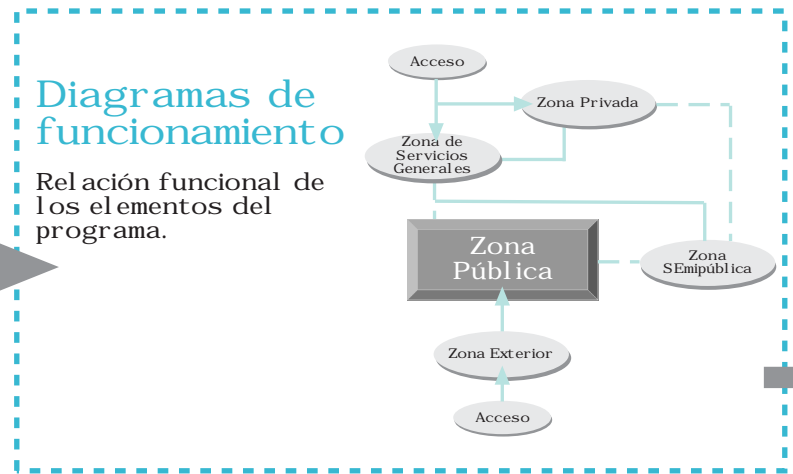 Diagramas de
funcionamiento
Relación funcional de
los elementos del
programa.
Acceso
Zona Privada
Zona de
Servicios
Generales
Zona
Pública
Zona
SEmipública
Zona Exterior
Acceso